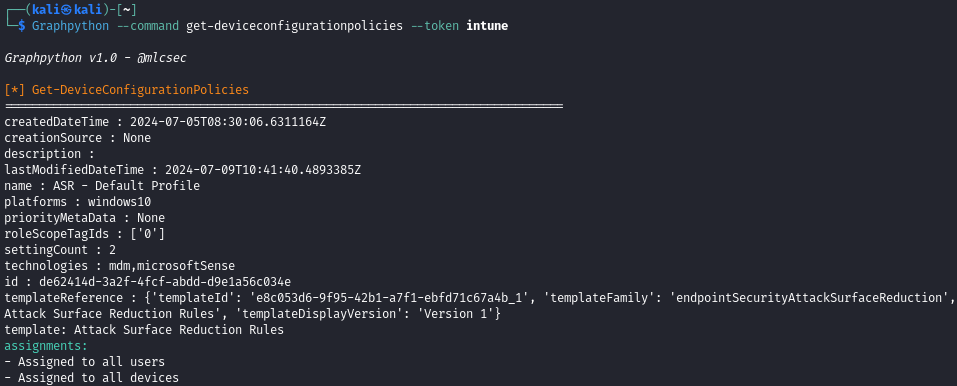 ┌──(kali㉿kali)-[~]
└─$ Graphpython --command get-deviceconfigurationpolicies --token intune
Graphpython v1.0 - @mlcsec
[*] Get-DeviceConfigurationPolicies
================================================================================
createdDateTime : 2024-07-05T08:30:06.6311164Z
creationSource : None
description :
lastModifiedDateTime : 2024-07-09T10:41:40.4893385Z
name : ASR - Default Profile
platforms : windows10
priorityMetaData : None
roleScopeTagIds : ['0']
settingCount : 2
technologies : mdm,microsoftSense
id : de62414d-3a2f-4fcf-abdd-d9e1a56c034e
templateReference : {'templateId': 'e8c053d6-9f95-42b1-a7f1-ebfd71c67a4b_1', 'templateFamily': 'endpointSecurityAttackSurfaceReduction',
Attack Surface Reduction Rules', 'templateDisplayVersion': 'Version 1'}
template: Attack Surface Reduction Rules
assignments:
- Assigned to all users
- Assigned to all devices